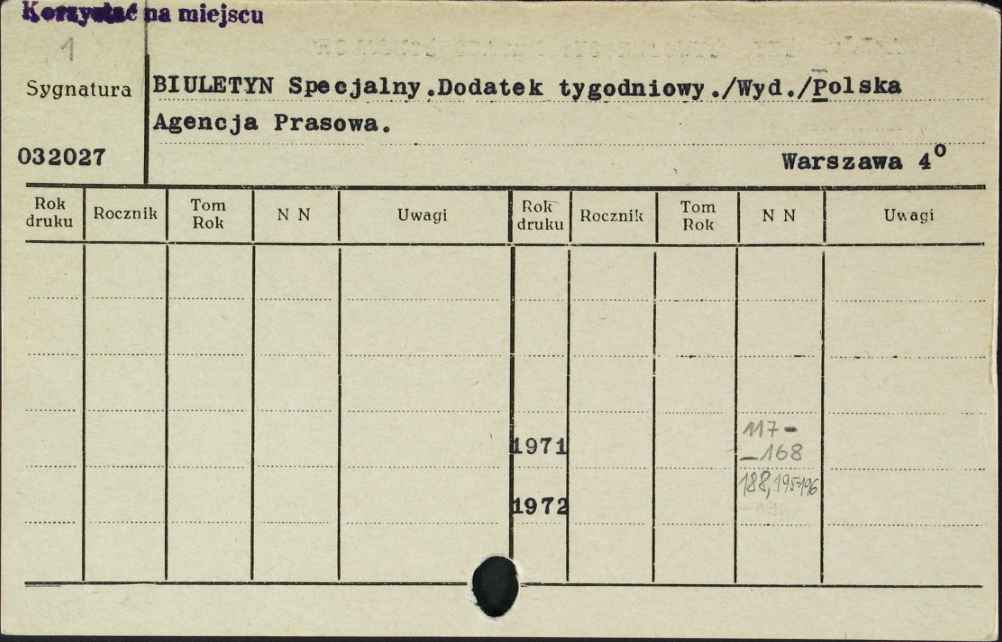 Korzystać na miejscu
1
Sygnatura
BIULETYN Specjalny.Dodatek tygodniowy./Wyd./Polska
Agencja Prasowa.
032027
Warszawa 4°
Rok druku Rocznik Tom Rok N N Uwagi Rok druku Rocznik Tom Rok N N Uwagi
117-
1971
-168
188,195-196
1972